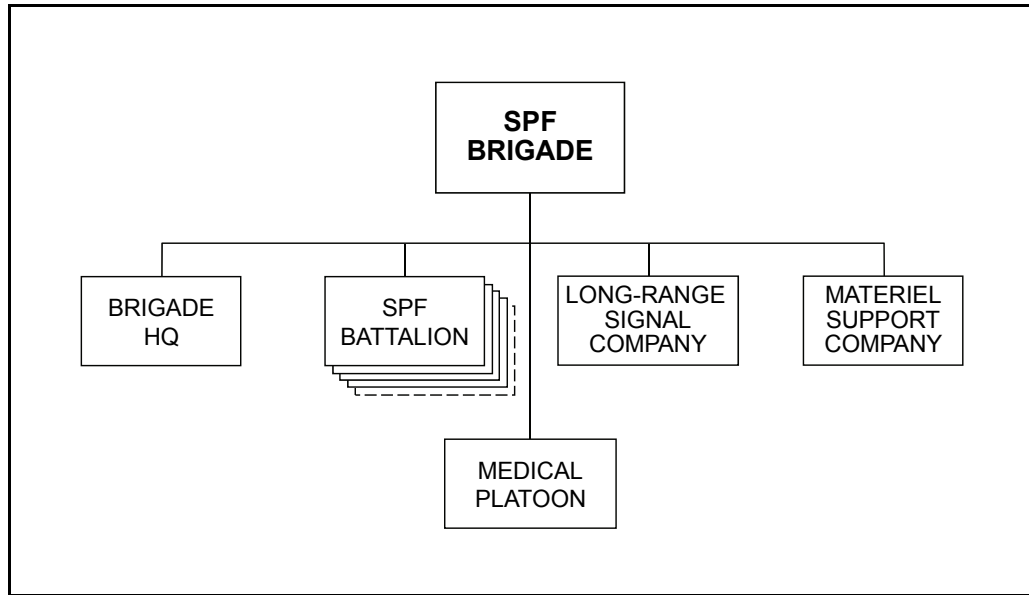 SPF
BRIGADE
BRIGADE
HQ
SPF
BATTALION
LONG-RANGE
SIGNAL
COMPANY
MATERIEL
SUPPORT
COMPANY
MEDICAL
PLATOON